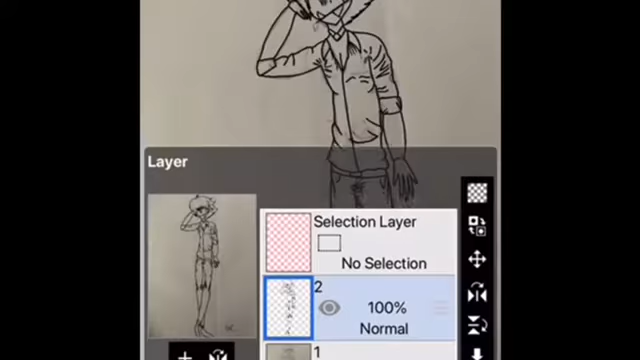 Layer
Selection Layer
No Selection
2
100%
Normal
1